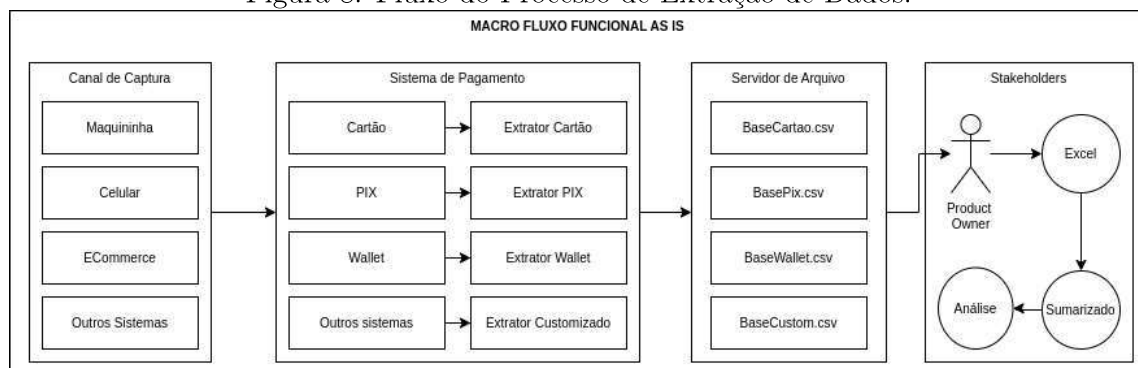 Figura 3: Fluxo do Processo de Extração de Dados.
MACRO FLUXO FUNCIONAL AS IS
Canal de Captura
Maquininha
Celular
ECommerce
Outros Sistemas
Sistema de Pagamento
Cartão
Extrator Cartão
PIX
Extrator PIX
Wallet
Extrator Wallet
Outros sistemas
Extrator Customizado
Servidor de Arquivo
BaseCartao.csv
BasePix.csv
BaseWallet.csv
BaseCustom.csv
Stakeholders
Product
Owner
Excel
Sumarizado
Análise